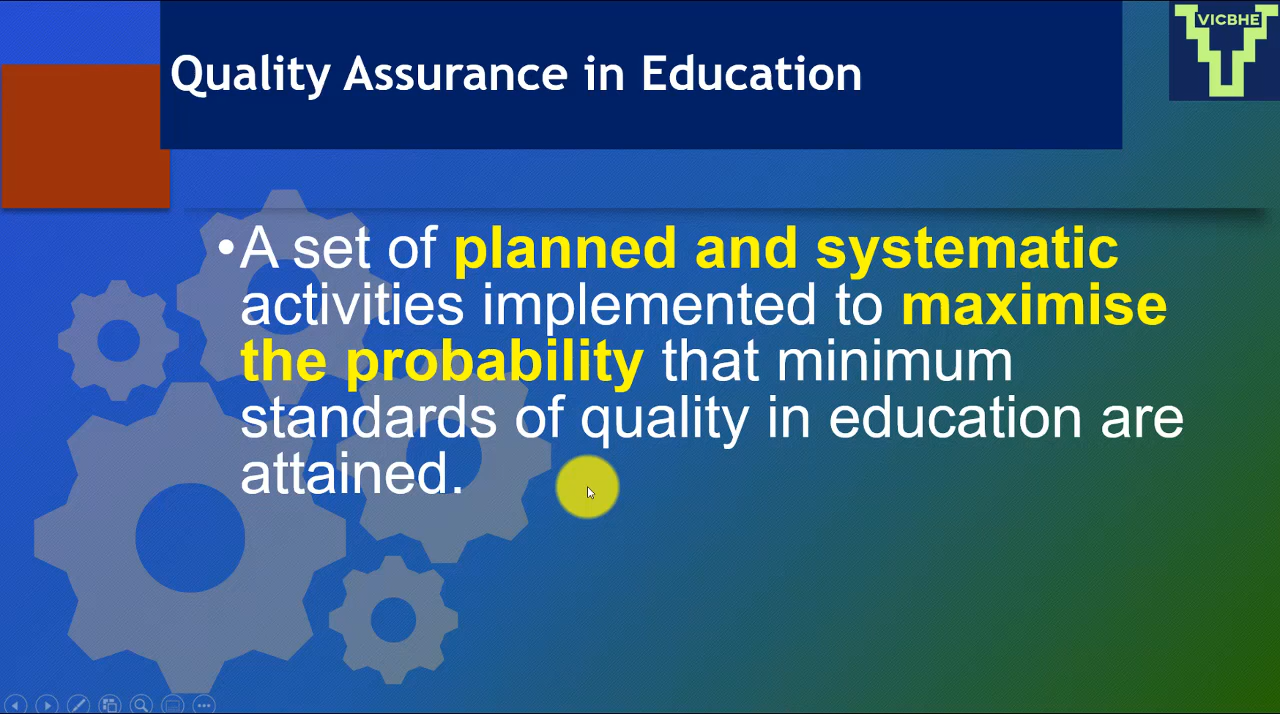 Quality Assurance in Education
VICBHE
•A set of planned and systematic
activities implemented to maximise
the probability that minimum
standards of quality in education are
attained.